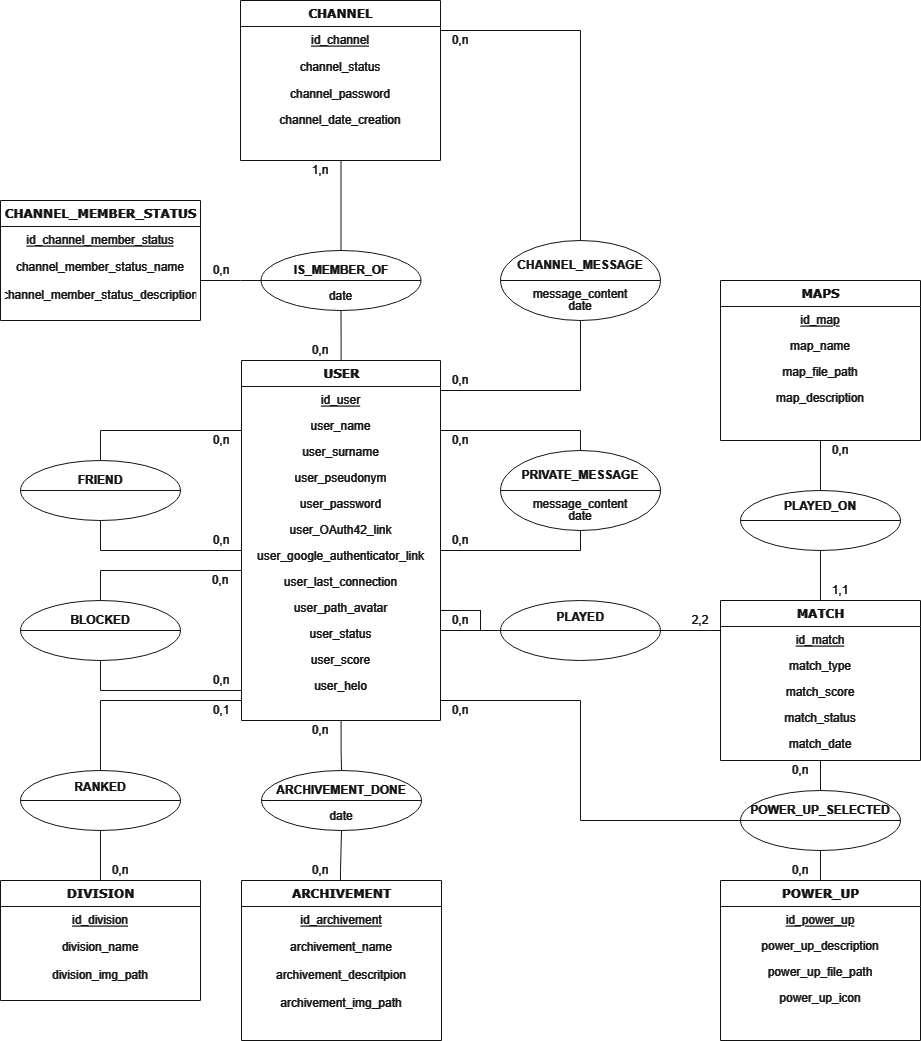 CHANNEL
id_channel
channel_status
channel_password
channel_date_creation
0,n
1,n
CHANNEL_MEMBER_STATUS
id_channel_member_status
channel_member_status_name
channel_member_status_description
0,n
IS_MEMBER_OF
date
0,n
CHANNEL_MESSAGE
message_content
date
0,n
MAPS
id_map
map_name
map_file_path
map_description
0,n
USER
id_user
user_name
user_surname
user_pseudonym
user_password
user_OAuth42_link
user_google_authenticator_link
user_last_connection
user_path_avatar
user_status
user_score
user_helo
0,n
FRIEND
0,n
0,n
BLOCKED
0,n
0,1
0,n
PRIVATE_MESSAGE
message_content
date
0,n
PLAYED_ON
1,1
0,n
PLAYED
2,2
MATCH
id_match
match_type
match_score
match_status
match_date
0,n
0,n
0,n
RANKED
ARCHIVEMENT_DONE
date
POWER_UP_SELECTED
0,n
0,n
0,n
DIVISION
id_division
division_name
division_img_path
ARCHIVEMENT
id_archivement
archivement_name
archivement_descritpion
archivement_img_path
POWER_UP
id_power_up
power_up_description
power_up_file_path
power_up_icon